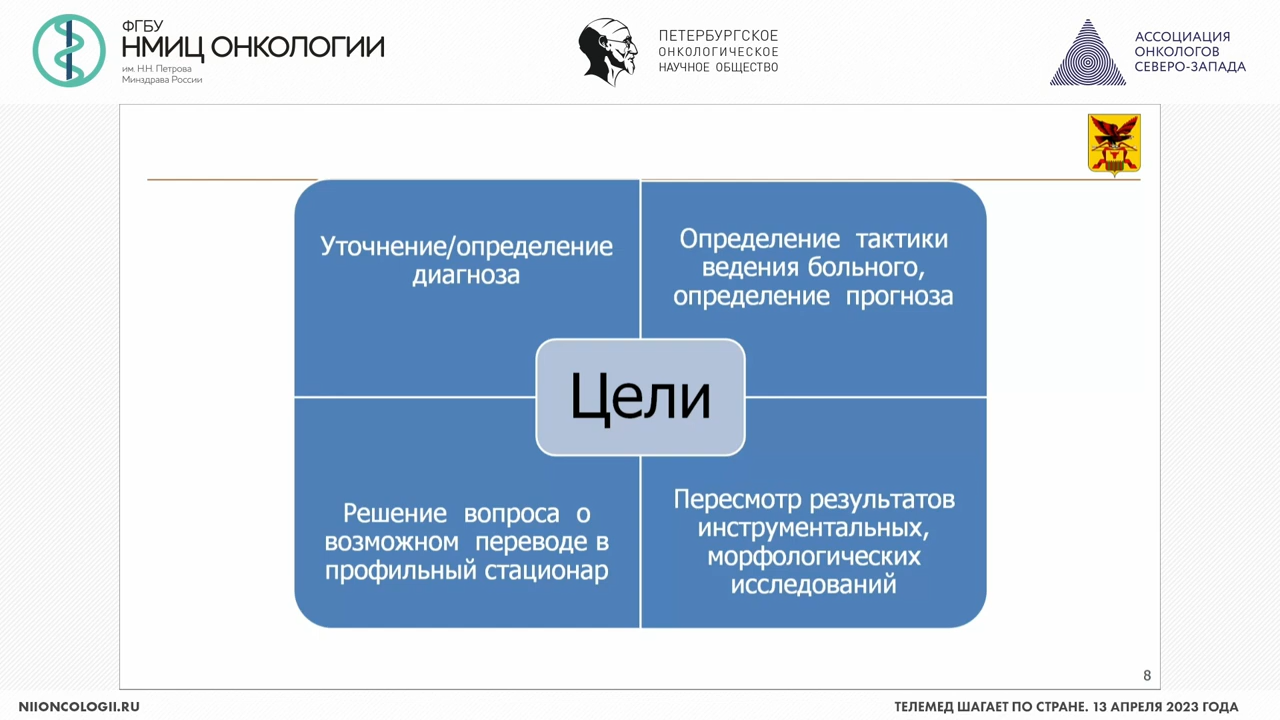 ФГБУ
НМИЦ ОНКОЛОГИИ
им. Н.Н. Петрова
Минздрава России
ПЕТЕРБУРГСКОЕ
ОНКОЛОГИЧЕСКОЕ
НАУЧНОЕ ОБЩЕСТВО
АССОЦИАЦИЯ
ОНКОЛОГОВ
СЕВЕРО-ЗАПАДА
Уточнение/определение
диагноза
Определение тактики
ведения больного,
определение прогноза
Цели
Решение вопроса о
возможном переводе в
профильный стационар
Пересмотр результатов
инструментальных,
морфологических
исследований
8
NIIONCOLOGII.RU
ТЕЛЕМЕД ШАГАЕТ ПО СТРАНЕ. 13 АПРЕЛЯ 2023 ГОДА